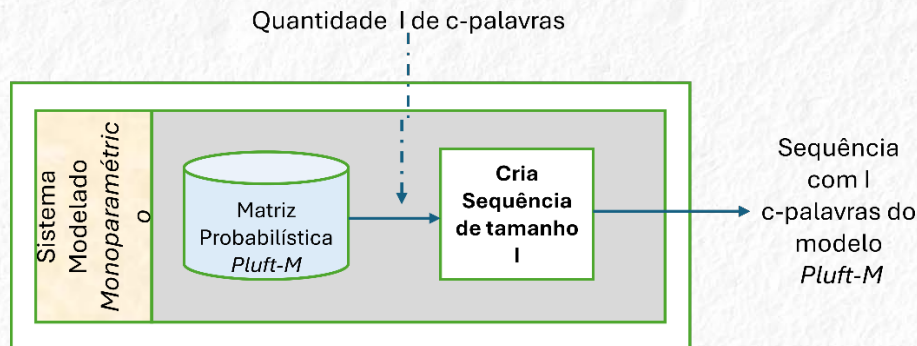 Quantidade I de c-palavras
Sistema
Modelado
Monoparamétric
o
Matriz
Probabilística
Pluft-M
Cria
Sequência
de tamanho
I
Sequência
com I
c-palavras do
modelo
Pluft-M